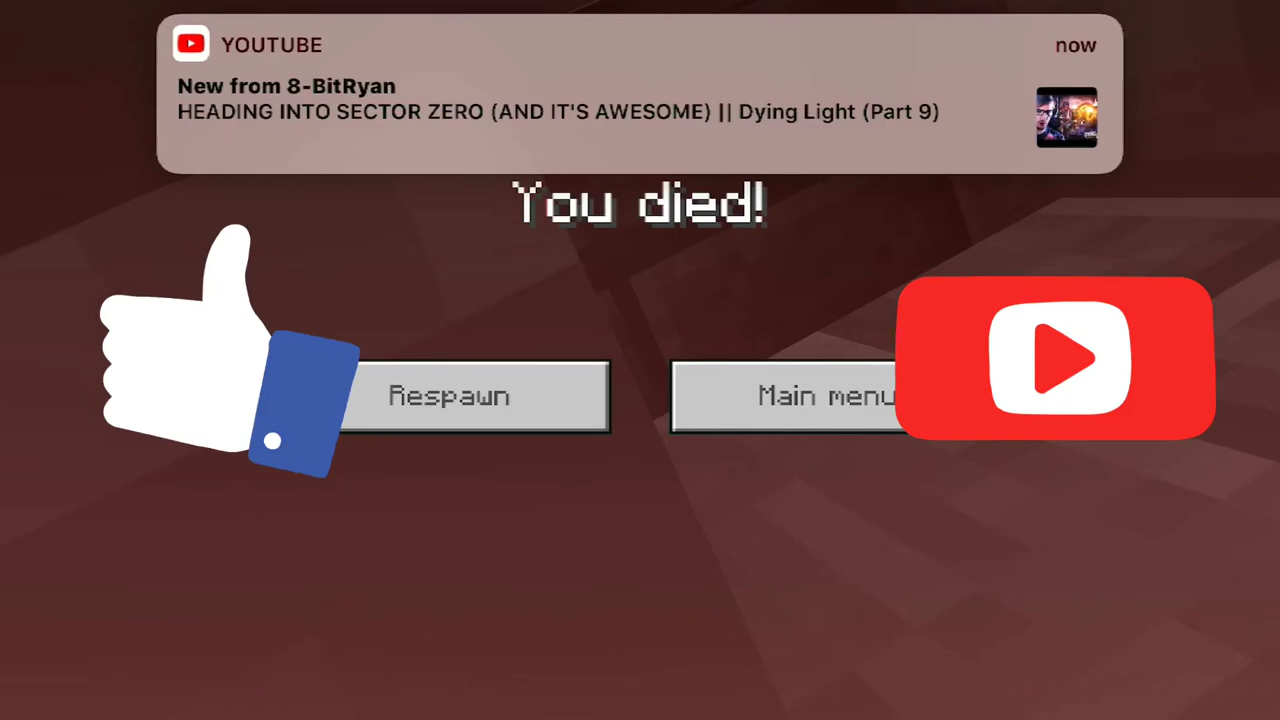 YOUTUBE
now
New from 8-BitRyan
HEADING INTO SECTOR ZERO (AND IT'S AWESOME) || Dying Light (Part 9)
You died!
Respawn
Main menu